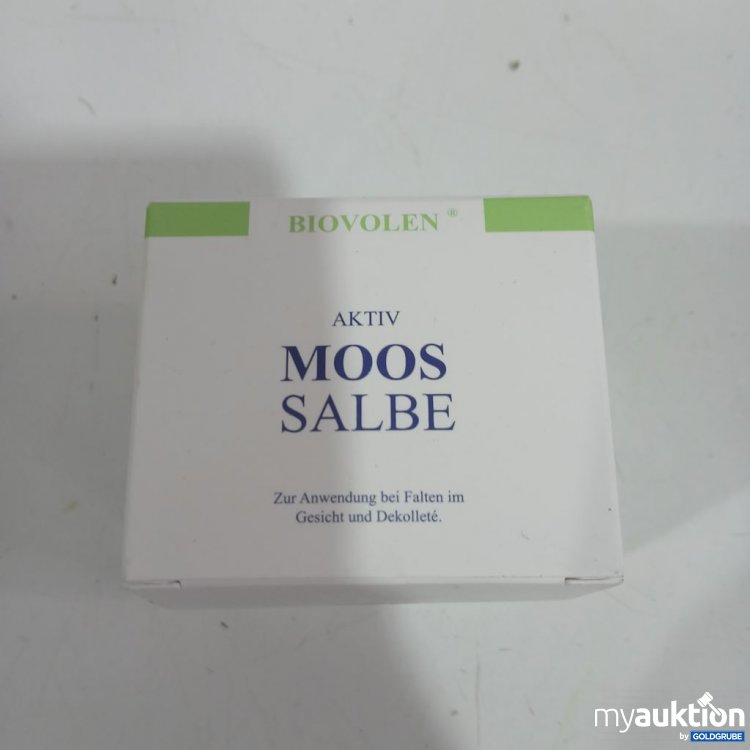 BIOVOLEN ®
AKTIV
MOOS
SALBE
Zur Anwendung bei Falten im
Gesicht und Dekolleté.
myauktion
by GOLDGRUBE